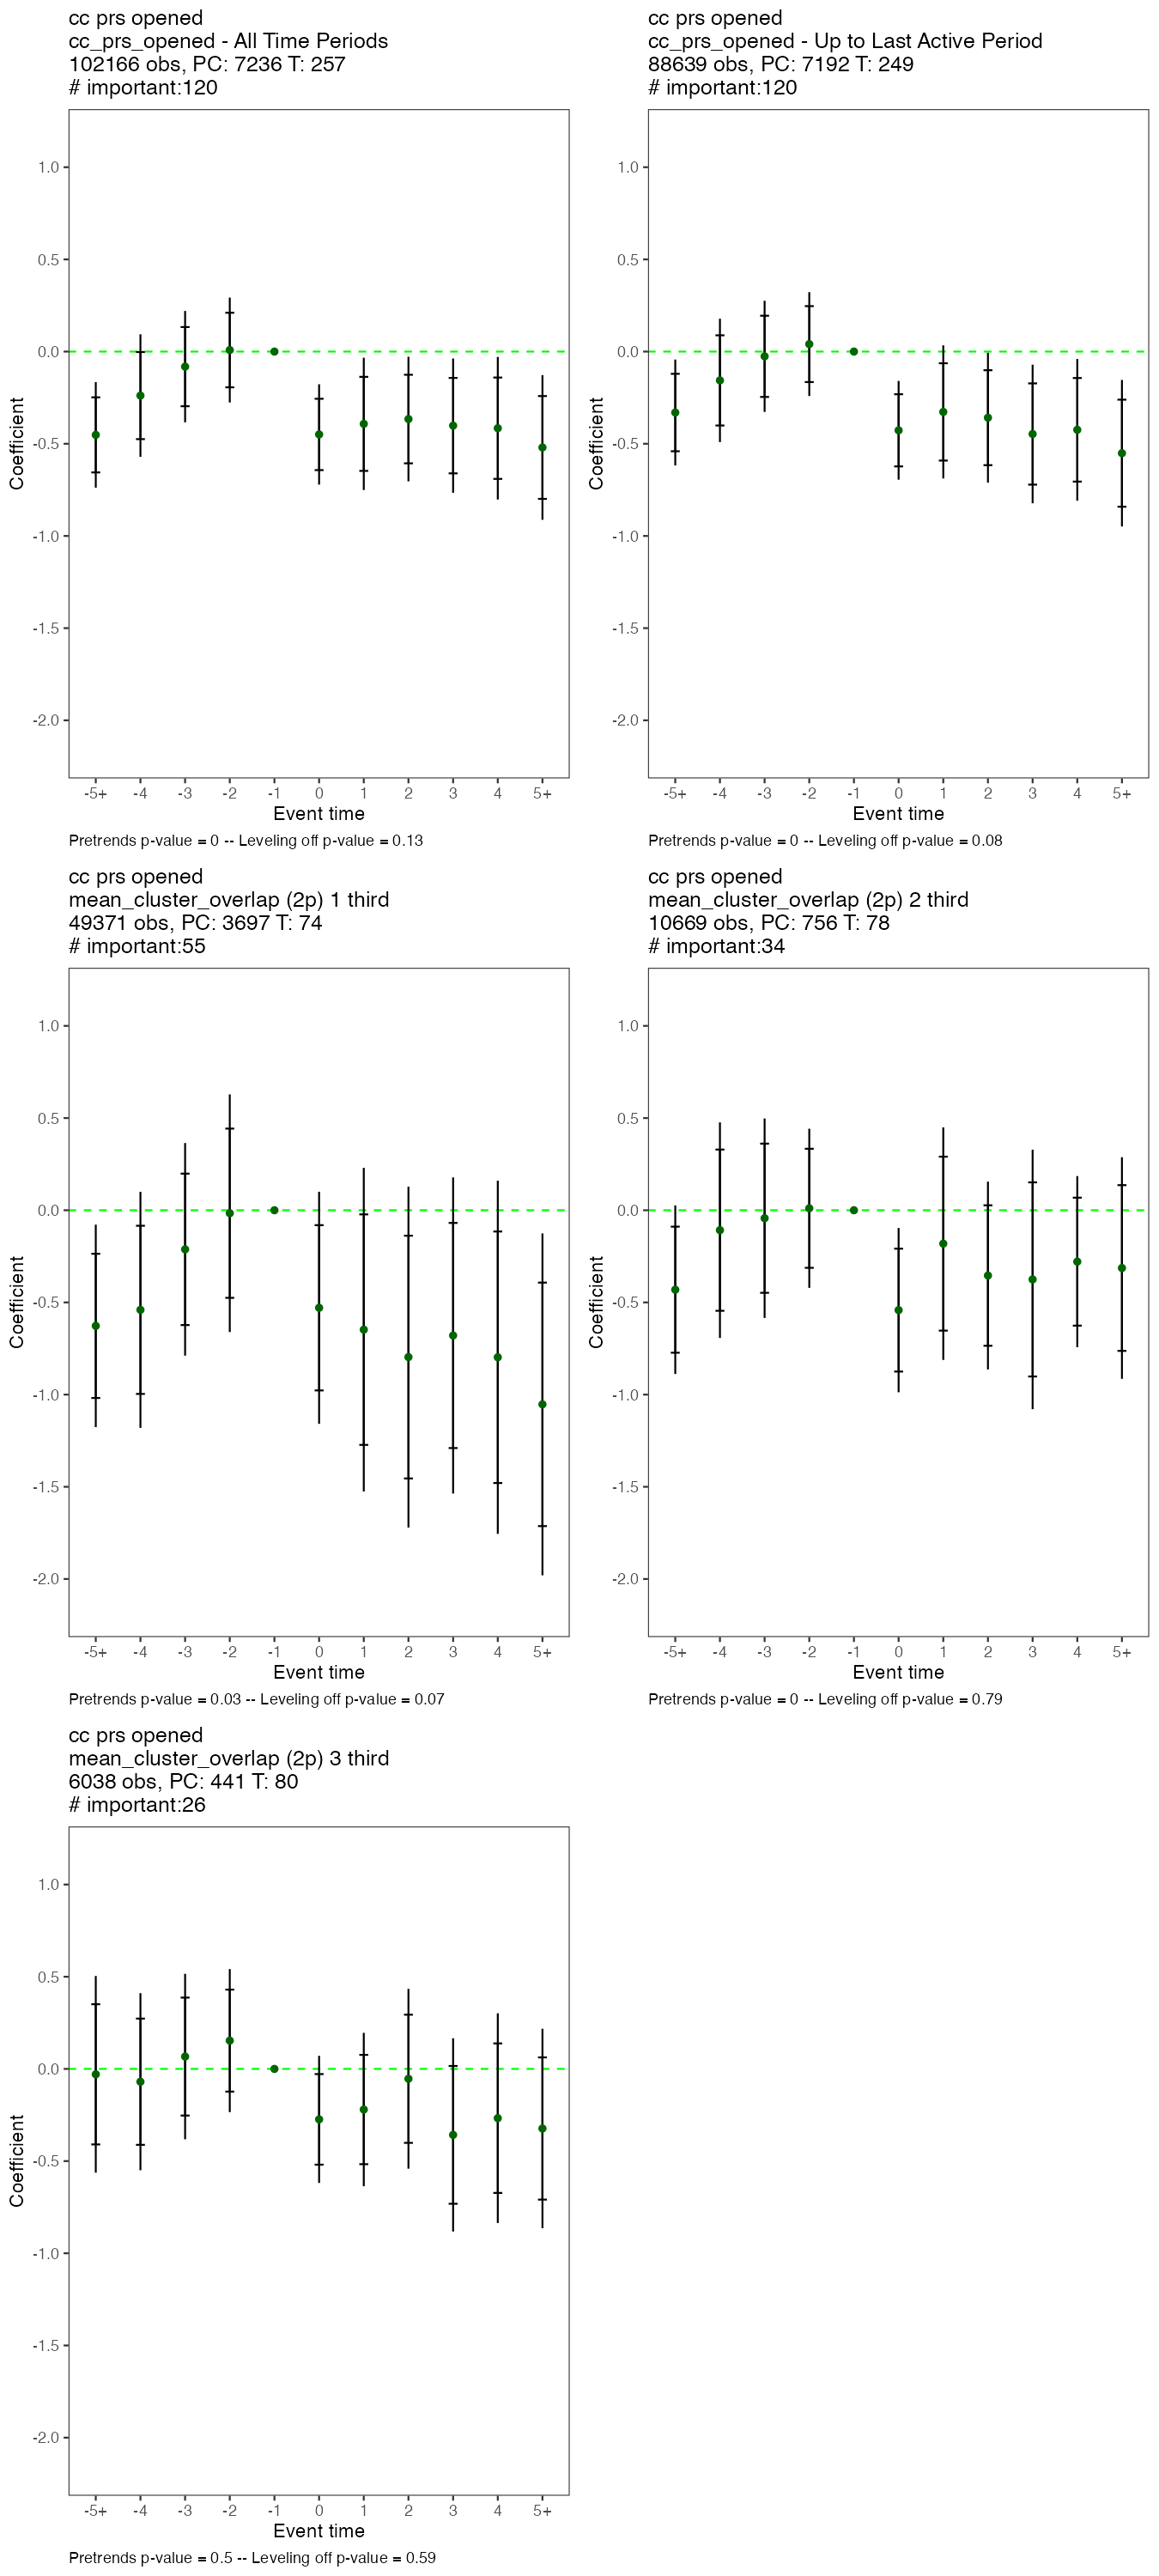 cc prs opened
cc_prs_opened - All Time Periods
102166 obs, PC: 7236 T: 257
# important:120
1.0
0.5
0.0
-0.5
-1.0
-1.5
-2.0
Coefficient
-5+ -4 -3 -2 -1 0 1 2 3 4 5+
Event time
Pretrends p-value = 0 -- Leveling off p-value = 0.13
cc prs opened
cc_prs_opened - Up to Last Active Period
88639 obs, PC: 7192 T: 249
# important:120
1.0
0.5
0.0
-0.5
-1.0
-1.5
-2.0
Coefficient
-5+ -4 -3 -2 -1 0 1 2 3 4 5+
Event time
Pretrends p-value = 0 -- Leveling off p-value = 0.08
cc prs opened
mean_cluster_overlap (2p) 1 third
49371 obs, PC: 3697 T: 74
# important:55
1.0
0.5
0.0
-0.5
-1.0
-1.5
-2.0
Coefficient
-5+ -4 -3 -2 -1 0 1 2 3 4 5+
Event time
Pretrends p-value = 0.03 -- Leveling off p-value = 0.07
cc prs opened
mean_cluster_overlap (2p) 2 third
10669 obs, PC: 756 T: 78
# important:34
1.0
0.5
0.0
-0.5
-1.0
-1.5
-2.0
Coefficient
-5+ -4 -3 -2 -1 0 1 2 3 4 5+
Event time
Pretrends p-value = 0 -- Leveling off p-value = 0.79
cc prs opened
mean_cluster_overlap (2p) 3 third
6038 obs, PC: 441 T: 80
# important:26
1.0
0.5
0.0
-0.5
-1.0
-1.5
-2.0
Coefficient
-5+ -4 -3 -2 -1 0 1 2 3 4 5+
Event time
Pretrends p-value = 0.5 -- Leveling off p-value = 0.59